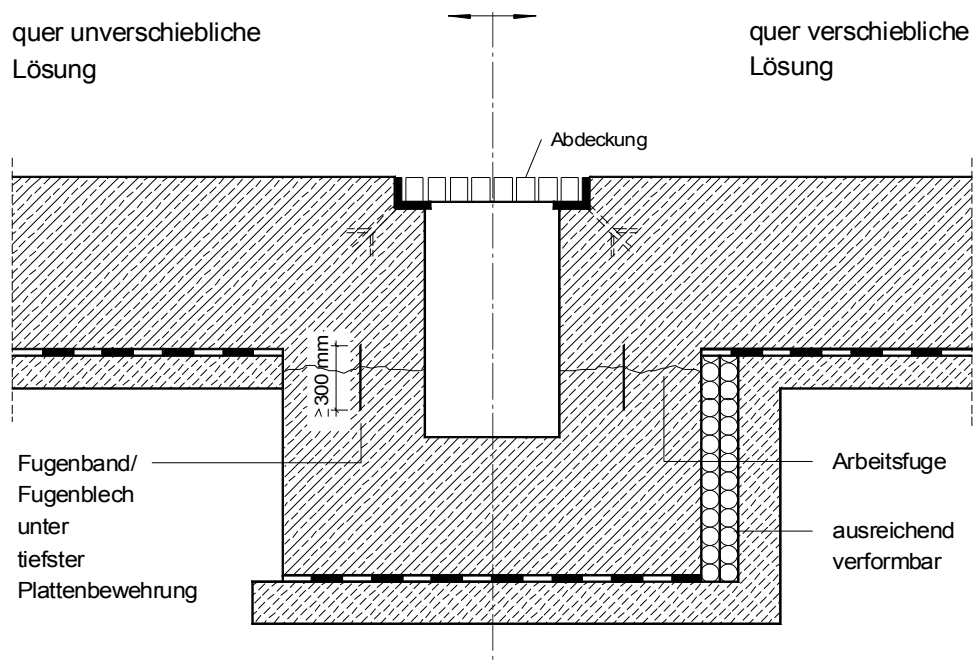 quer unverschiebliche
Lösung
quer verschiebliche
Lösung
Abdeckung
≥300 mm
Fugenband/
Fugenblech
unter
tiefster
Plattenbewehrung
Arbeitsfuge
ausreichend
verformbar